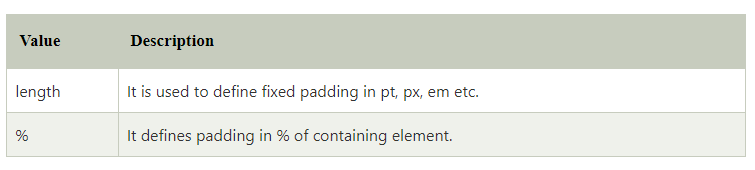 Value Description
length It is used to define fixed padding in pt, px, em etc.
% It defines padding in % of containing element.